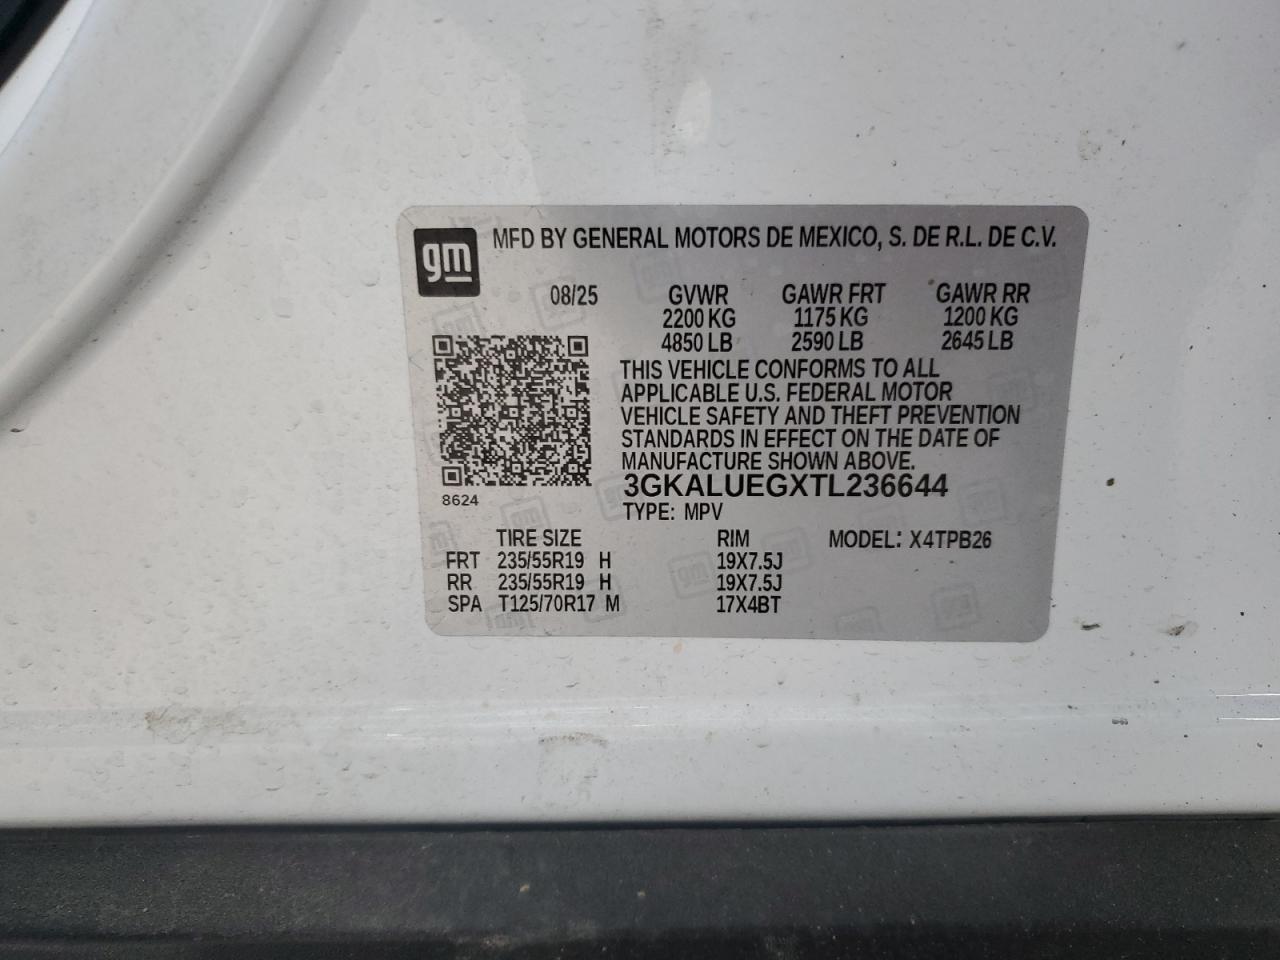 gm MFD BY GENERAL MOTORS DE MEXICO, S. DE R.L. DE C.V.
08/25 GVWR GAWR FRT GAWR RR
2200 KG 1175 KG 1200 KG
4850 LB 2590 LB 2645 LB
THIS VEHICLE CONFORMS TO ALL
APPLICABLE U.S. FEDERAL MOTOR
VEHICLE SAFETY AND THEFT PREVENTION
STANDARDS IN EFFECT ON THE DATE OF
MANUFACTURE SHOWN ABOVE.
3GKALUEGXTL236644
8624
TYPE: MPV
TIRE SIZE RIM MODEL: X4TPB26
FRT 235/55R19 H 19X7.5J
RR 235/55R19 H 19X7.5J
SPA T125/70R17 M 17X4BT